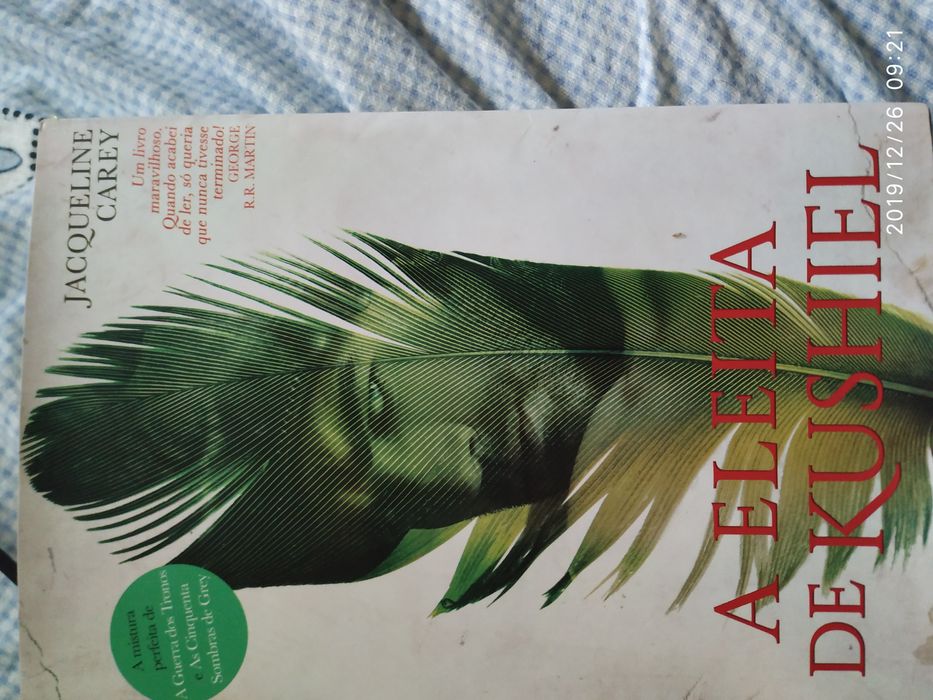 JACQUELINE
CAREY
Um livro
maravilhoso.
Quando acabei
de ler, só queria
que nunca tivesse
terminado!
GEORGE
R.R. MARTIN
A mistura
perfeita de
A Guerra dos Tronos
e As Cinquenta
Sombras de Grey
A ELEITA
DE KUSHIEL
2019/12/26 09:21